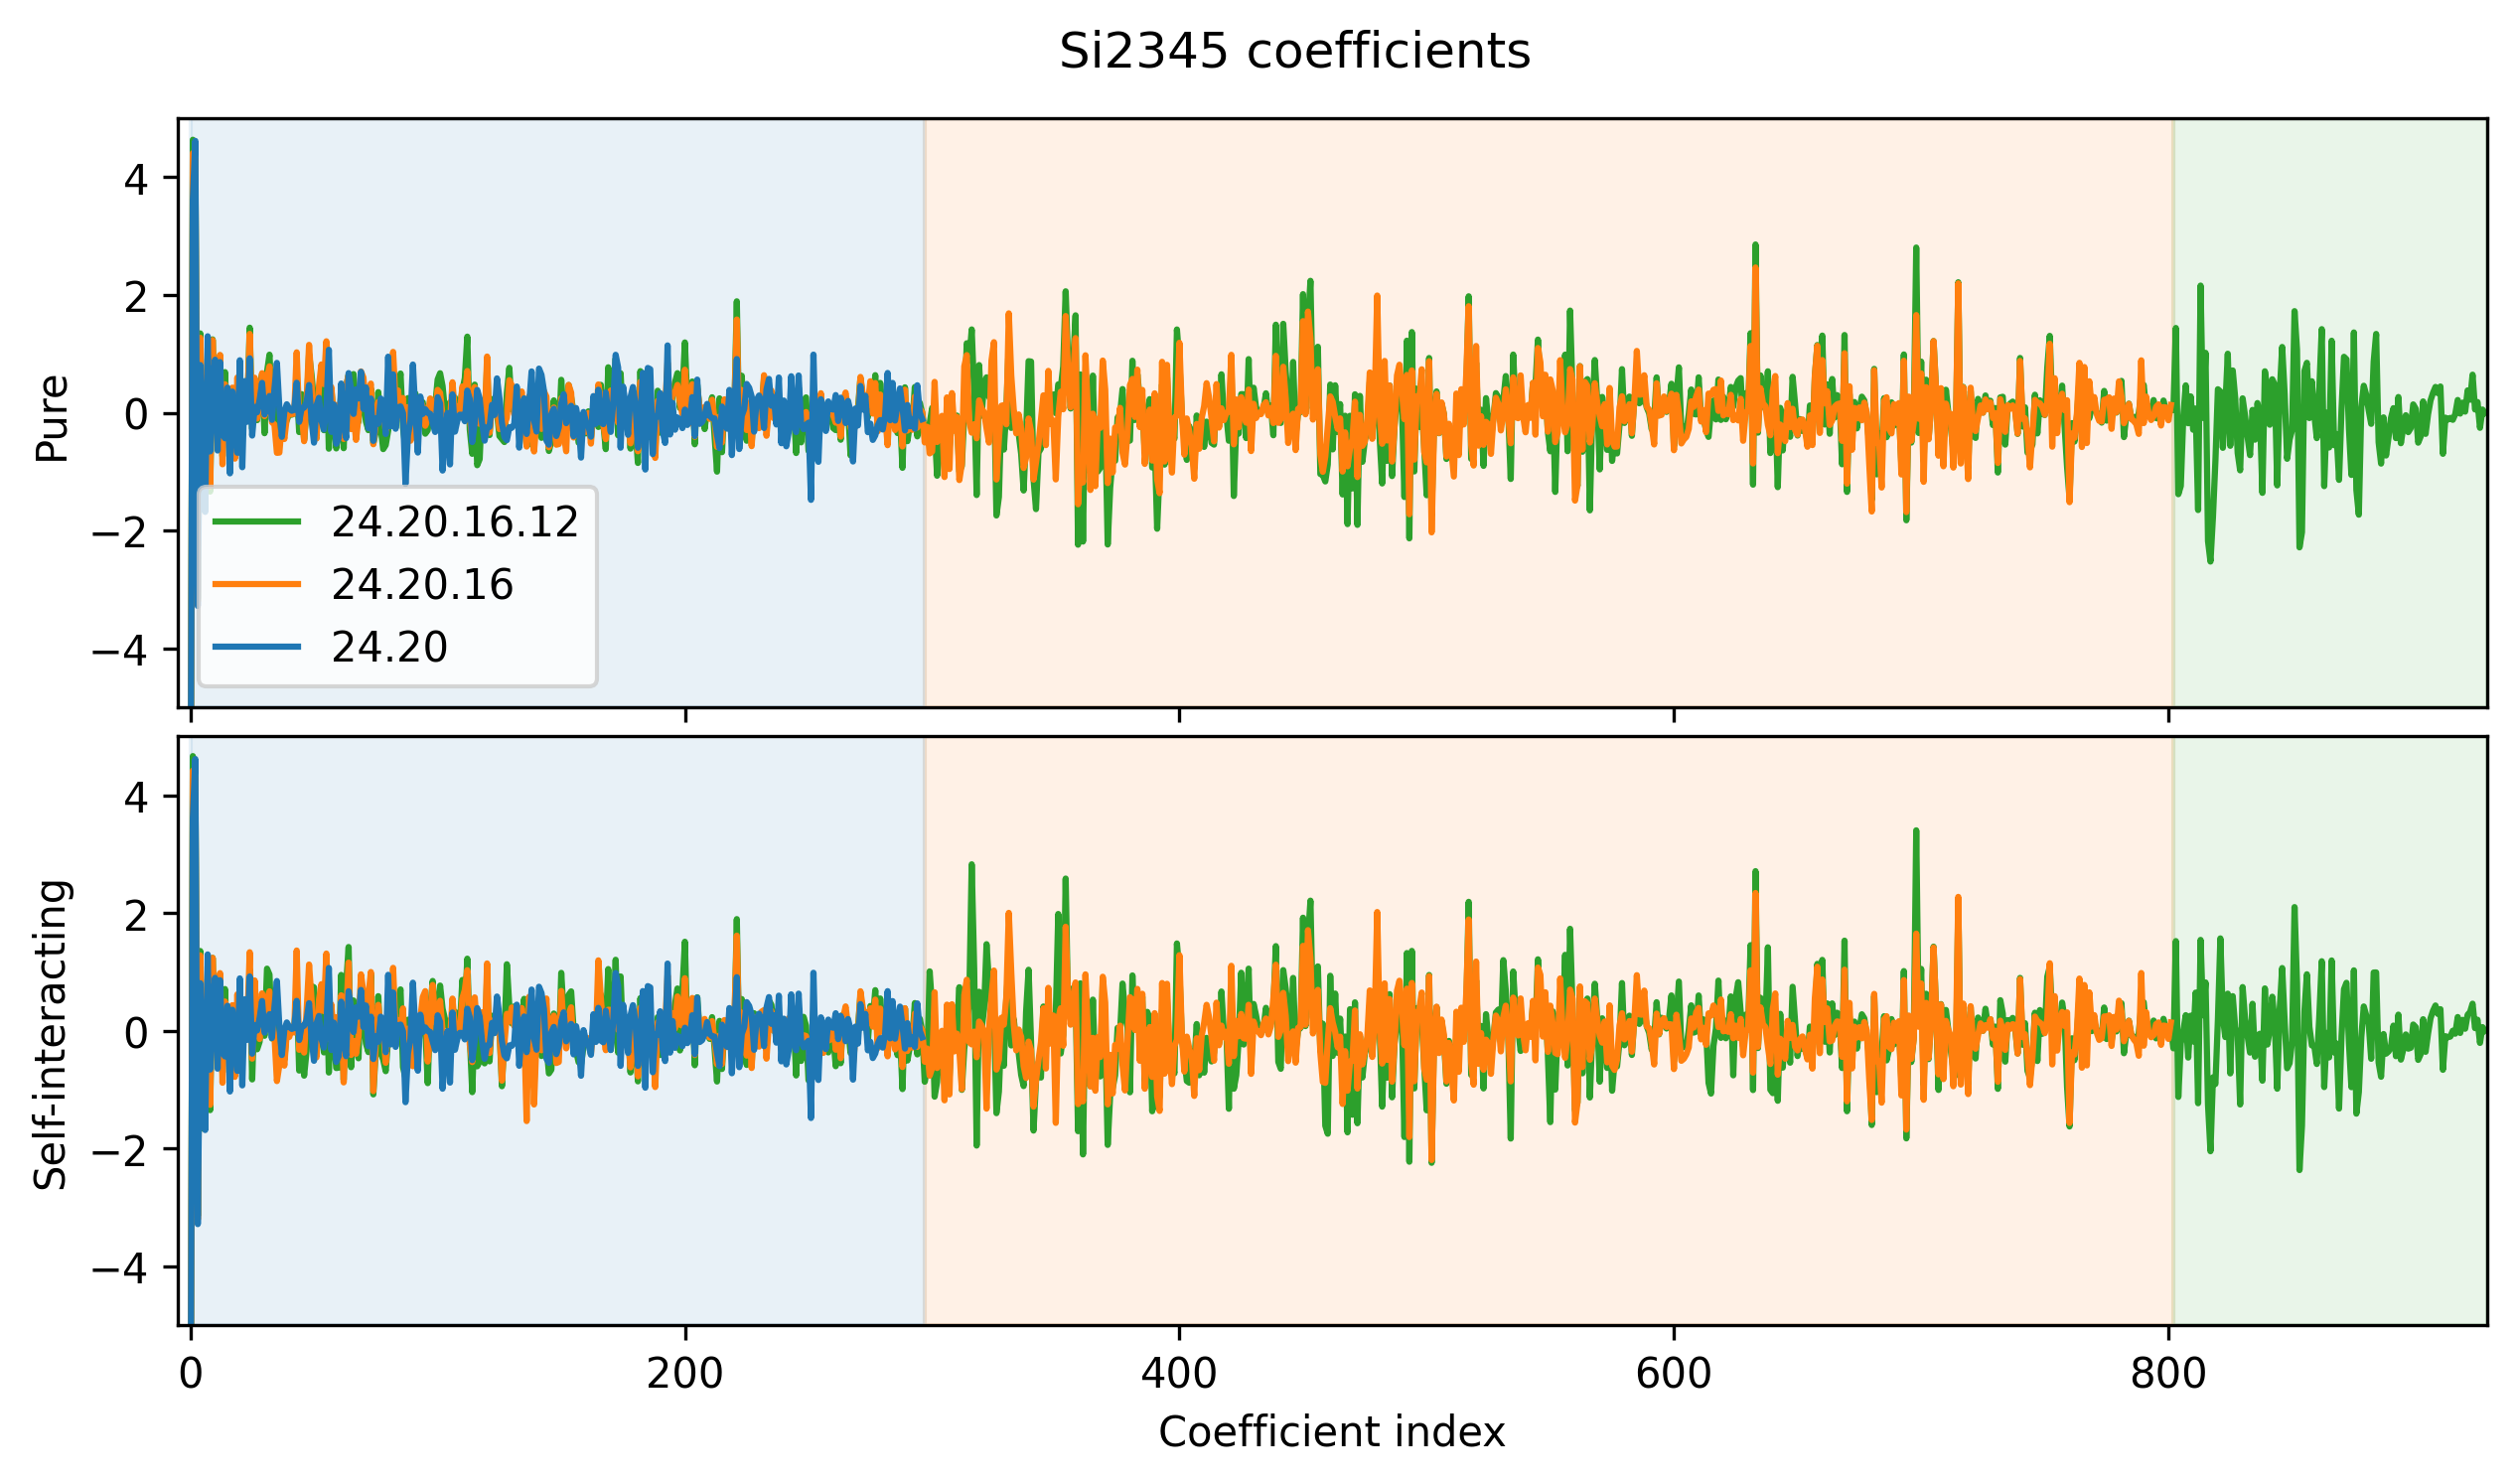 Si2345 coefficients
Pure
4
2
0
−2
−4
24.20.16.12
24.20.16
24.20
Self-interacting
4
2
0
−2
−4
0 200 400 600 800
Coefficient index